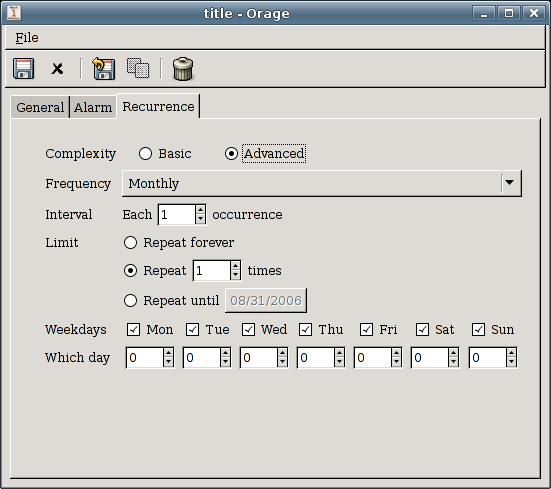 title - Orage
File
General Alarm Recurrence
Complexity Basic Advanced
Frequency Monthly
Interval Each 1 occurrence
Limit Repeat forever
Repeat 1 times
Repeat until 08/31/2006
Weekdays Mon Tue Wed Thu Fri Sat Sun
Which day 0 0 0 0 0 0 0